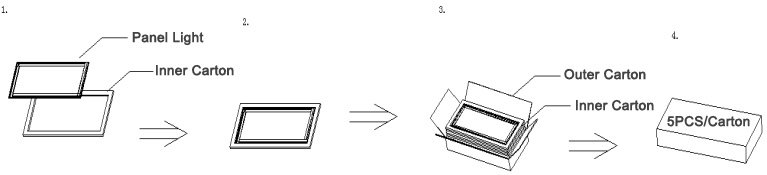 1.
Panel Light
Inner Carton
2.
3.
Outer Carton
Inner Carton
4.
5PCS/Carton